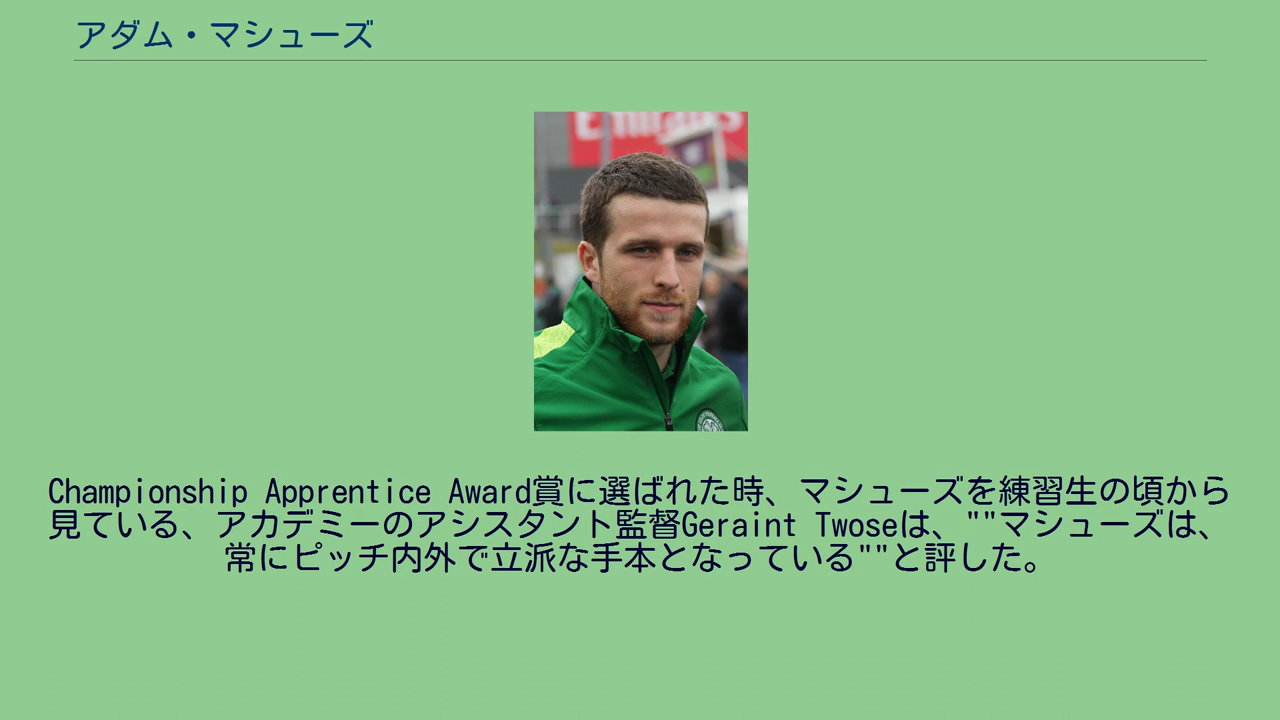 アダム・マシューズ
Emirates
Championship Apprentice Award賞に選ばれた時、マシューズを練習生の頃から
見ている、アカデミーのアシスタント監督Geraint Twoseは、""マシューズは、
常にピッチ内外で立派な手本となっている""と評した。